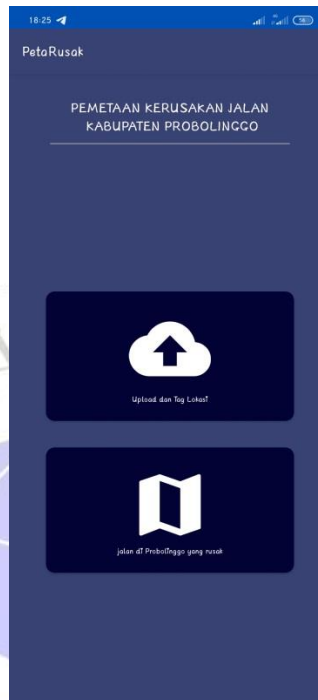 18:25
PetaRusak
PEMETAAN KERUSAKAN JALAN
KABUPATEN PROBOLINGGO
Upload dan Tag Lokasi
jalan di Probolinggo yang rusak